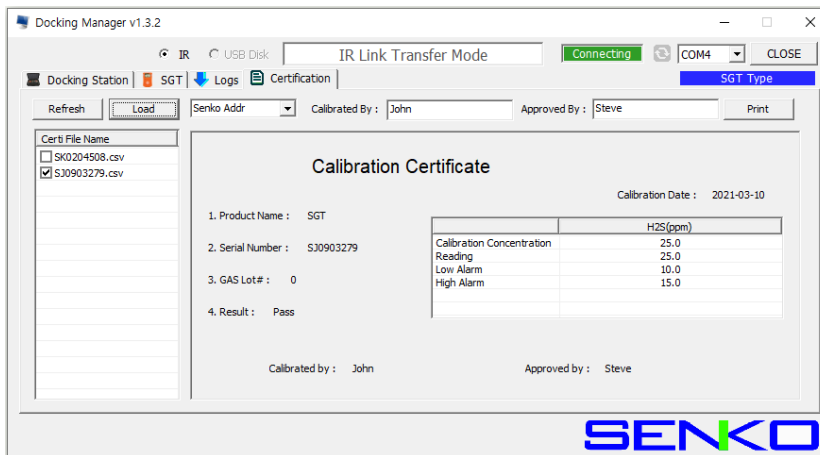 Docking Manager v1.3.2
IR USB Disk IR Link Transfer Mode Connecting COM4 CLOSE
Docking Station SGT Logs Certification SGT Type
Refresh Load Senko Addr Calibrated By : John Approved By : Steve Print
Certi File Name
SK0204508.csv
SJ0903279.csv
Calibration Certificate
Calibration Date : 2021-03-10
1. Product Name : SGT
H2S(ppm)
Calibration Concentration 25.0
2. Serial Number : SJ0903279
Reading 25.0
Low Alarm 10.0
3. GAS Lot# : 0
High Alarm 15.0
4. Result : Pass
Calibrated by : John Approved by : Steve
SENKO